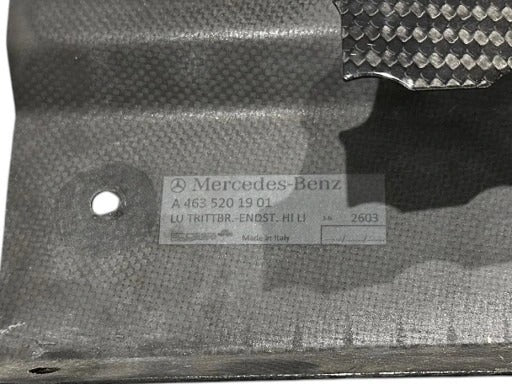 Mercedes-Benz
A 463 520 19 01
LU TRITTBR.-ENDST. HI LI 2603
Made in Italy